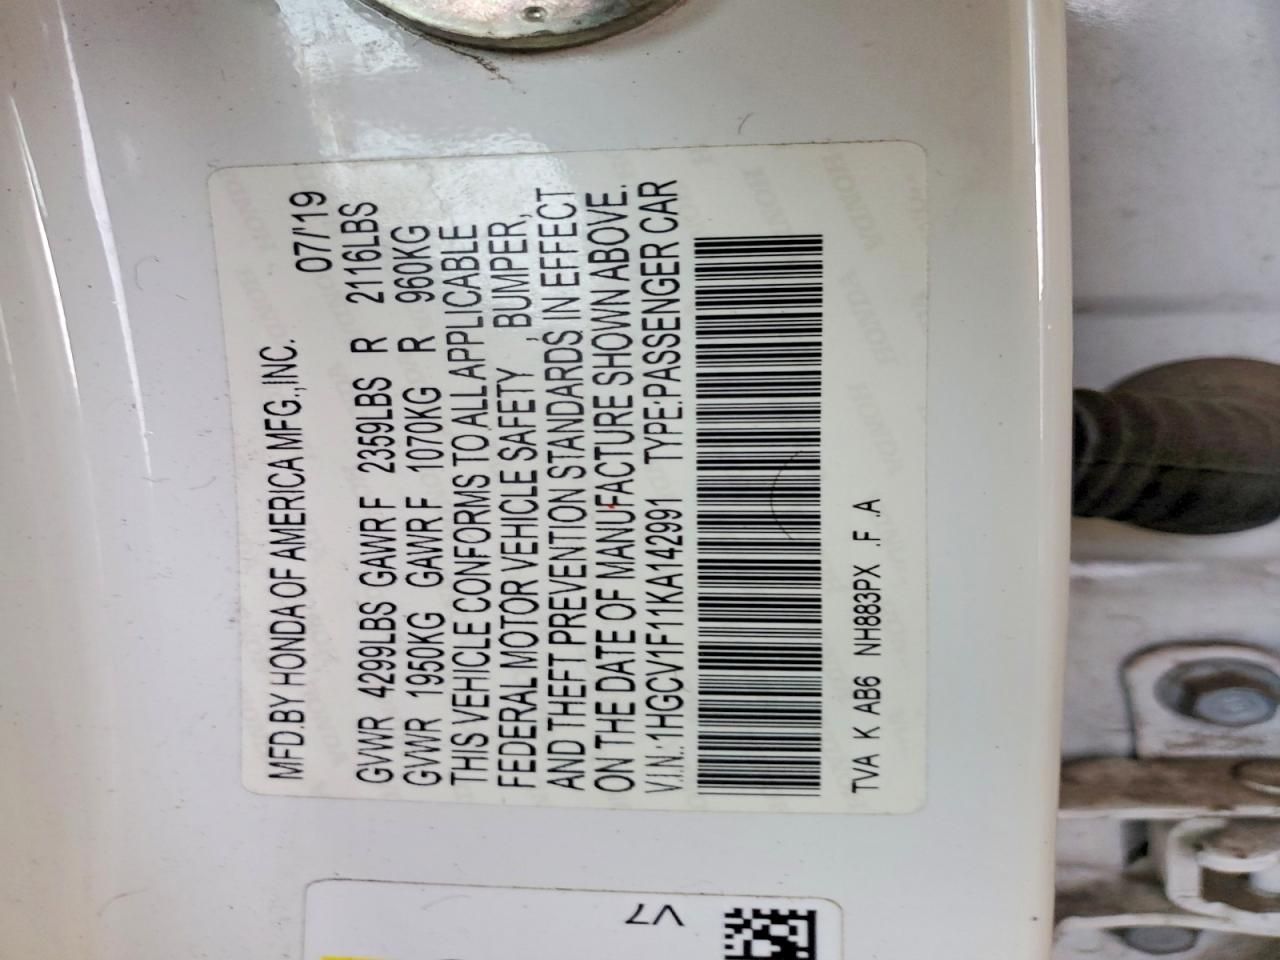 MFD.BY HONDA OF AMERICA MFG.,INC. 07/'19
GVWR 4299LBS GAWR F 2359LBS R 2116LBS
GVWR 1950KG GAWR F 1070KG R 960KG
THIS VEHICLE CONFORMS TO ALL APPLICABLE
FEDERAL MOTOR VEHICLE SAFETY , BUMPER,
AND THEFT PREVENTION STANDARDS IN EFFECT
ON THE DATE OF MANUFACTURE SHOWN ABOVE.
V.I.N.:1HGCV1F11KA142991 TYPE:PASSENGER CAR
TVA K AB6 NH883PX .F .A
V7